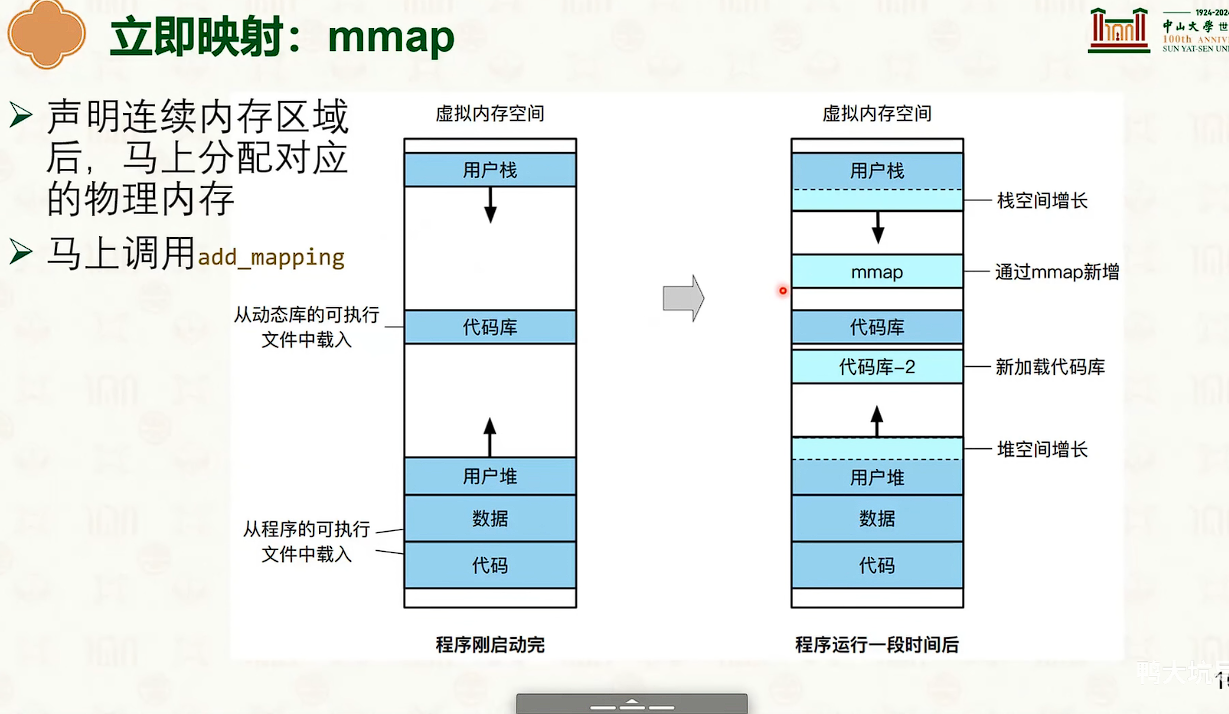 立即映射：mmap
1924-202
中山大學 世
100th ANNIV
SUN YAT-SEN UN
声明连续内存区域
后，马上分配对应
的物理内存
马上调用add_mapping
虚拟内存空间
用户栈
从动态库的可执行
文件中载入
代码库
用户堆
从程序的可执行
文件中载入
数据
代码
程序刚启动完
虚拟内存空间
用户栈
栈空间增长
mmap
通过mmap新增
代码库
代码库-2
新加载代码库
堆空间增长
用户堆
数据
代码
程序运行一段时间后
鸭大坑